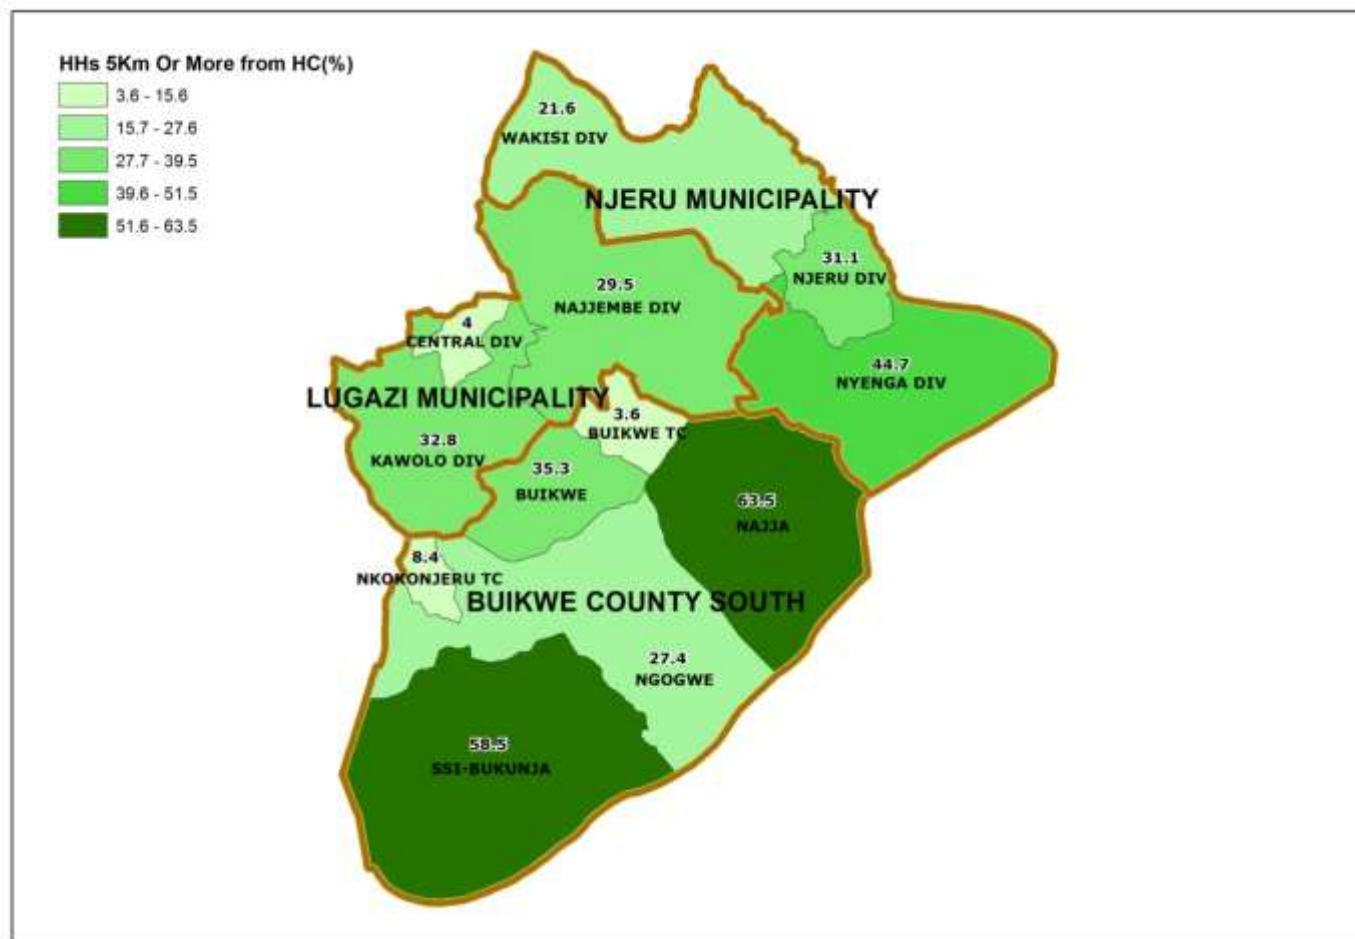 HHs 5Km Or More from HC(%)
3.6 - 15.6
15.7 - 27.6
27.7 - 39.5
39.6 - 51.5
51.6 - 63.5
21.6
WAKISI DIV
NJERU MUNICIPALITY
31.1
NJERU DIV
29.5
NAJJEMBE DIV
4
CENTRAL DIV
44.7
NYENGA DIV
LUGAZI MUNICIPALITY
3.6
BUIKWE TC
32.8
KAWOLO DIV
35.3
BUIKWE
63.5
NAJJA
8.4
NKOKONJERU TC
BUIKWE COUNTY SOUTH
27.4
NGOGWE
58.5
SSI-BUKUNJA